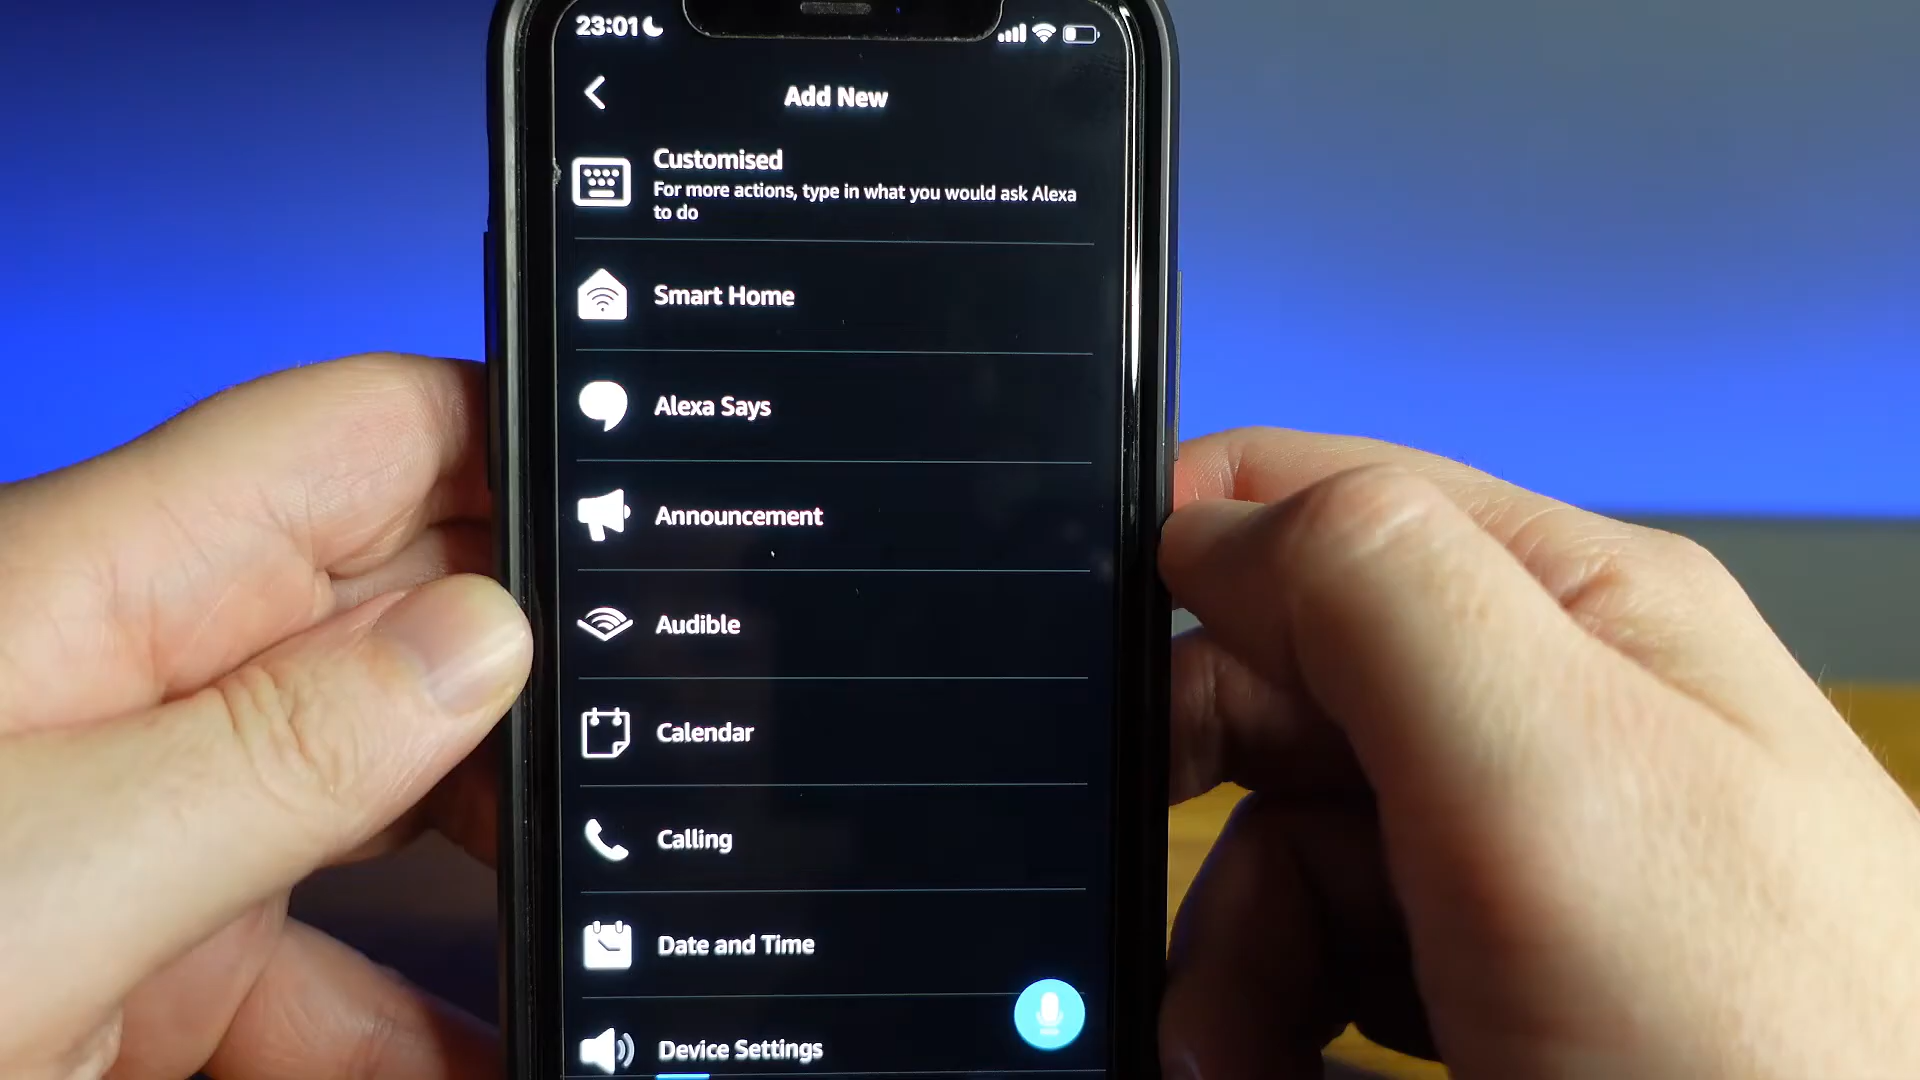 23:01
Add New
Customised
For more actions, type in what you would ask Alexa
to do
Smart Home
Alexa Says
Announcement
Audible
Calendar
Calling
Date and Time
Device Settings